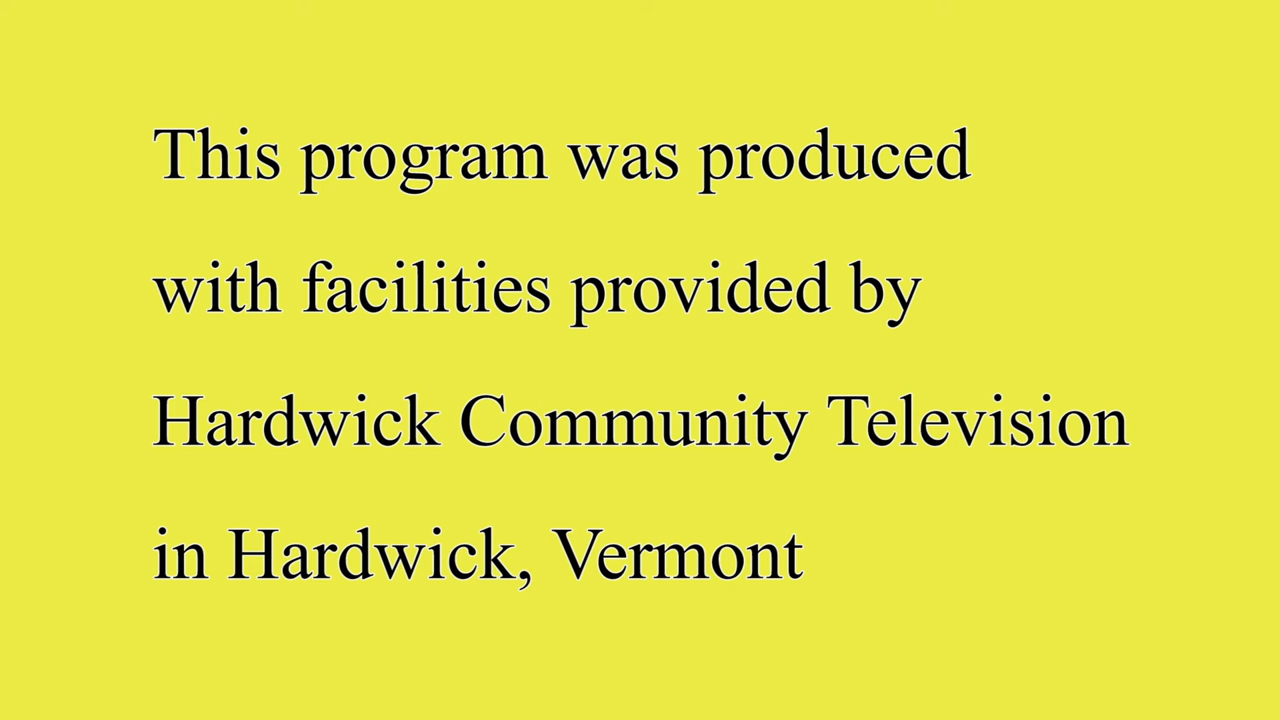 This program was produced
with facilities provided by
Hardwick Community Television
in Hardwick, Vermont